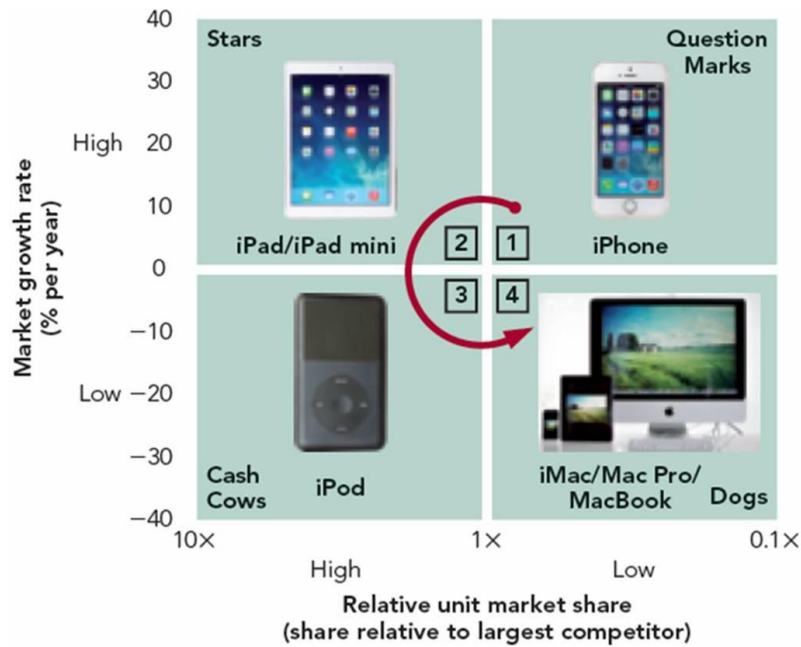 Stars
Question
Marks
iPad/iPad mini
2
1
iPhone
3
4
Cash
Cows
iPod
iMac/Mac Pro/
MacBook
Dogs
Market growth rate
(% per year)
High
Low
40
30
20
10
0
−10
−20
−30
−40
10×
1×
0.1×
High
Low
Relative unit market share
(share relative to largest competitor)